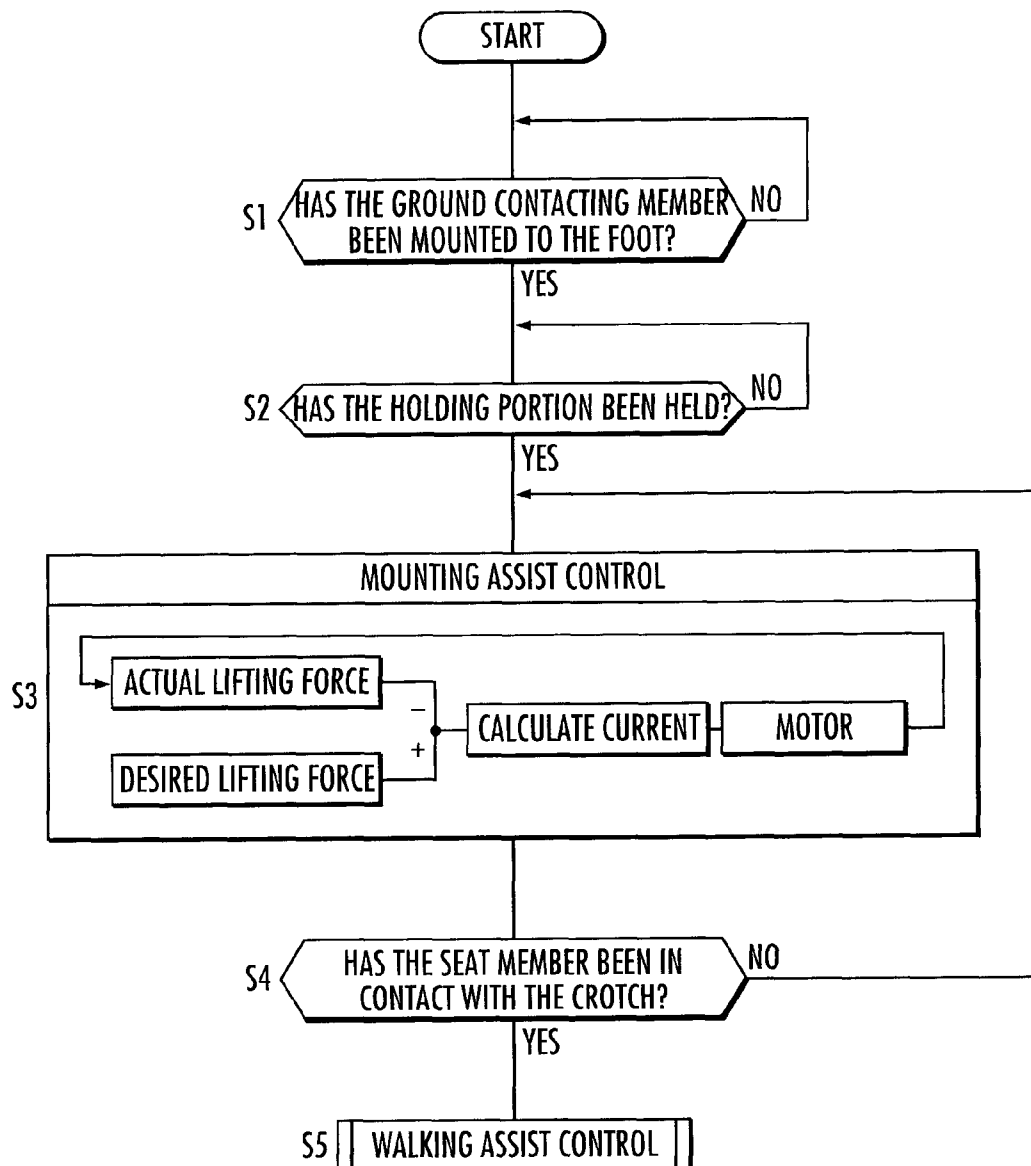 START
S1
HAS THE GROUND CONTACTING MEMBER
BEEN MOUNTED TO THE FOOT?
NO
YES
S2
HAS THE HOLDING PORTION BEEN HELD?
NO
YES
MOUNTING ASSIST CONTROL
S3
ACTUAL LIFTING FORCE
−
+
CALCULATE CURRENT
MOTOR
DESIRED LIFTING FORCE
S4
HAS THE SEAT MEMBER BEEN IN
CONTACT WITH THE CROTCH?
NO
YES
S5
WALKING ASSIST CONTROL